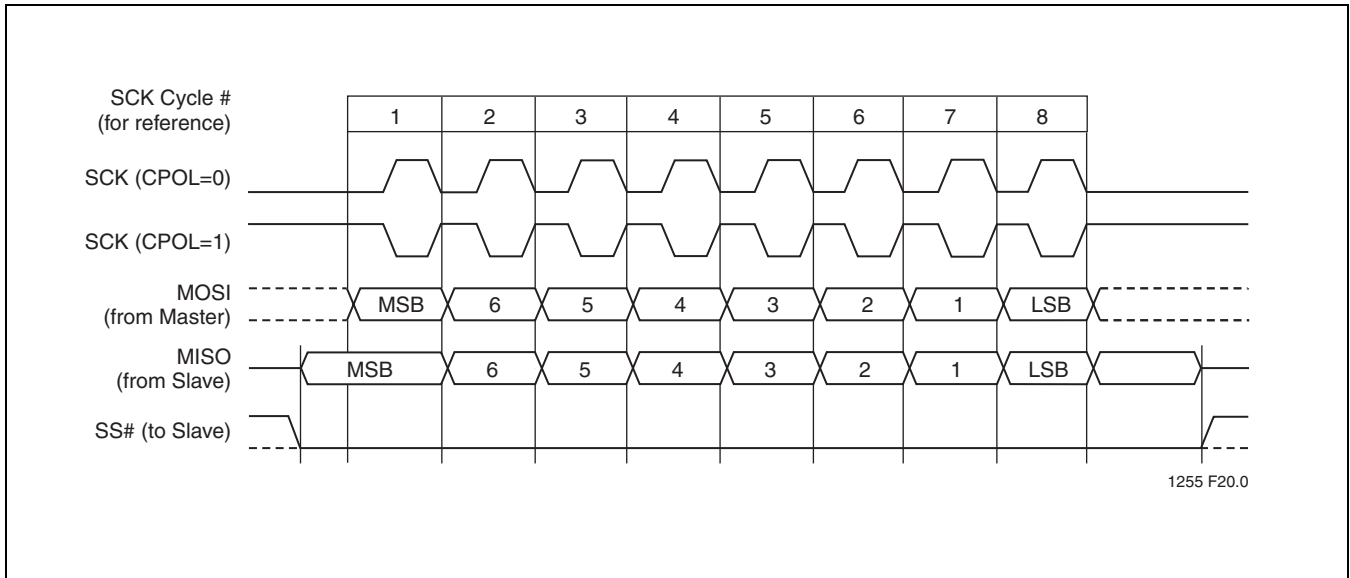 SCK Cycle #
(for reference)
1 2 3 4 5 6 7 8
SCK (CPOL=0)
SCK (CPOL=1)
MOSI
(from Master)
MSB 6 5 4 3 2 1 LSB
MISO
(from Slave)
MSB 6 5 4 3 2 1 LSB
SS# (to Slave)
1255 F20.0